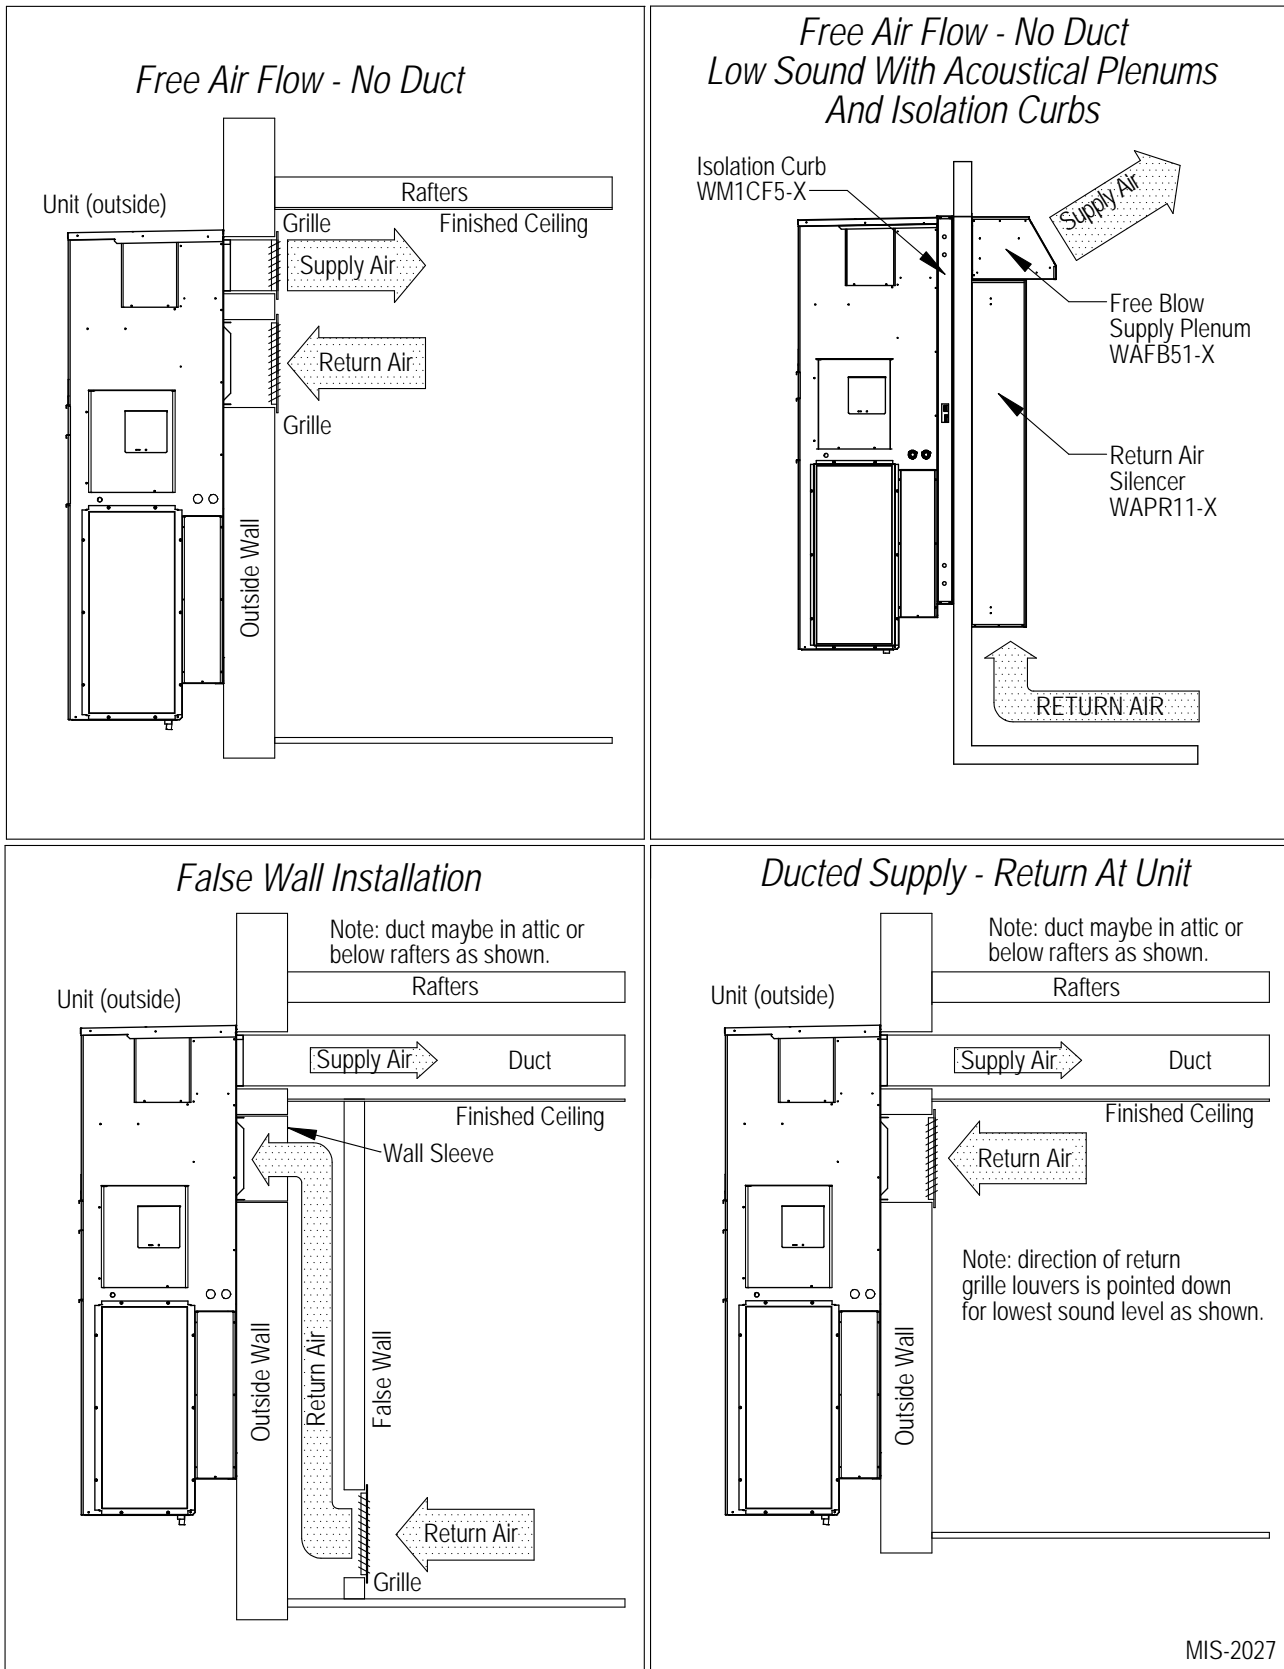 Free Air Flow - No Duct
Unit (outside)
Rafters
Grille
Finished Ceiling
Supply Air
Return Air
Grille
Outside Wall
Free Air Flow - No Duct
Low Sound With Acoustical Plenums
And Isolation Curbs
Isolation Curb
WM1CF5-X
Supply Air
Free Blow
Supply Plenum
WAFB51-X
Return Air
Silencer
WAPR11-X
RETURN AIR
False Wall Installation
Note: duct maybe in attic or
below rafters as shown.
Unit (outside)
Rafters
Supply Air
Duct
Finished Ceiling
Wall Sleeve
Outside Wall
Return Air
False Wall
Return Air
Grille
Ducted Supply - Return At Unit
Note: duct maybe in attic or
below rafters as shown.
Unit (outside)
Rafters
Supply Air
Duct
Finished Ceiling
Return Air
Note: direction of return
grille louvers is pointed down
for lowest sound level as shown.
Outside Wall
MIS-2027